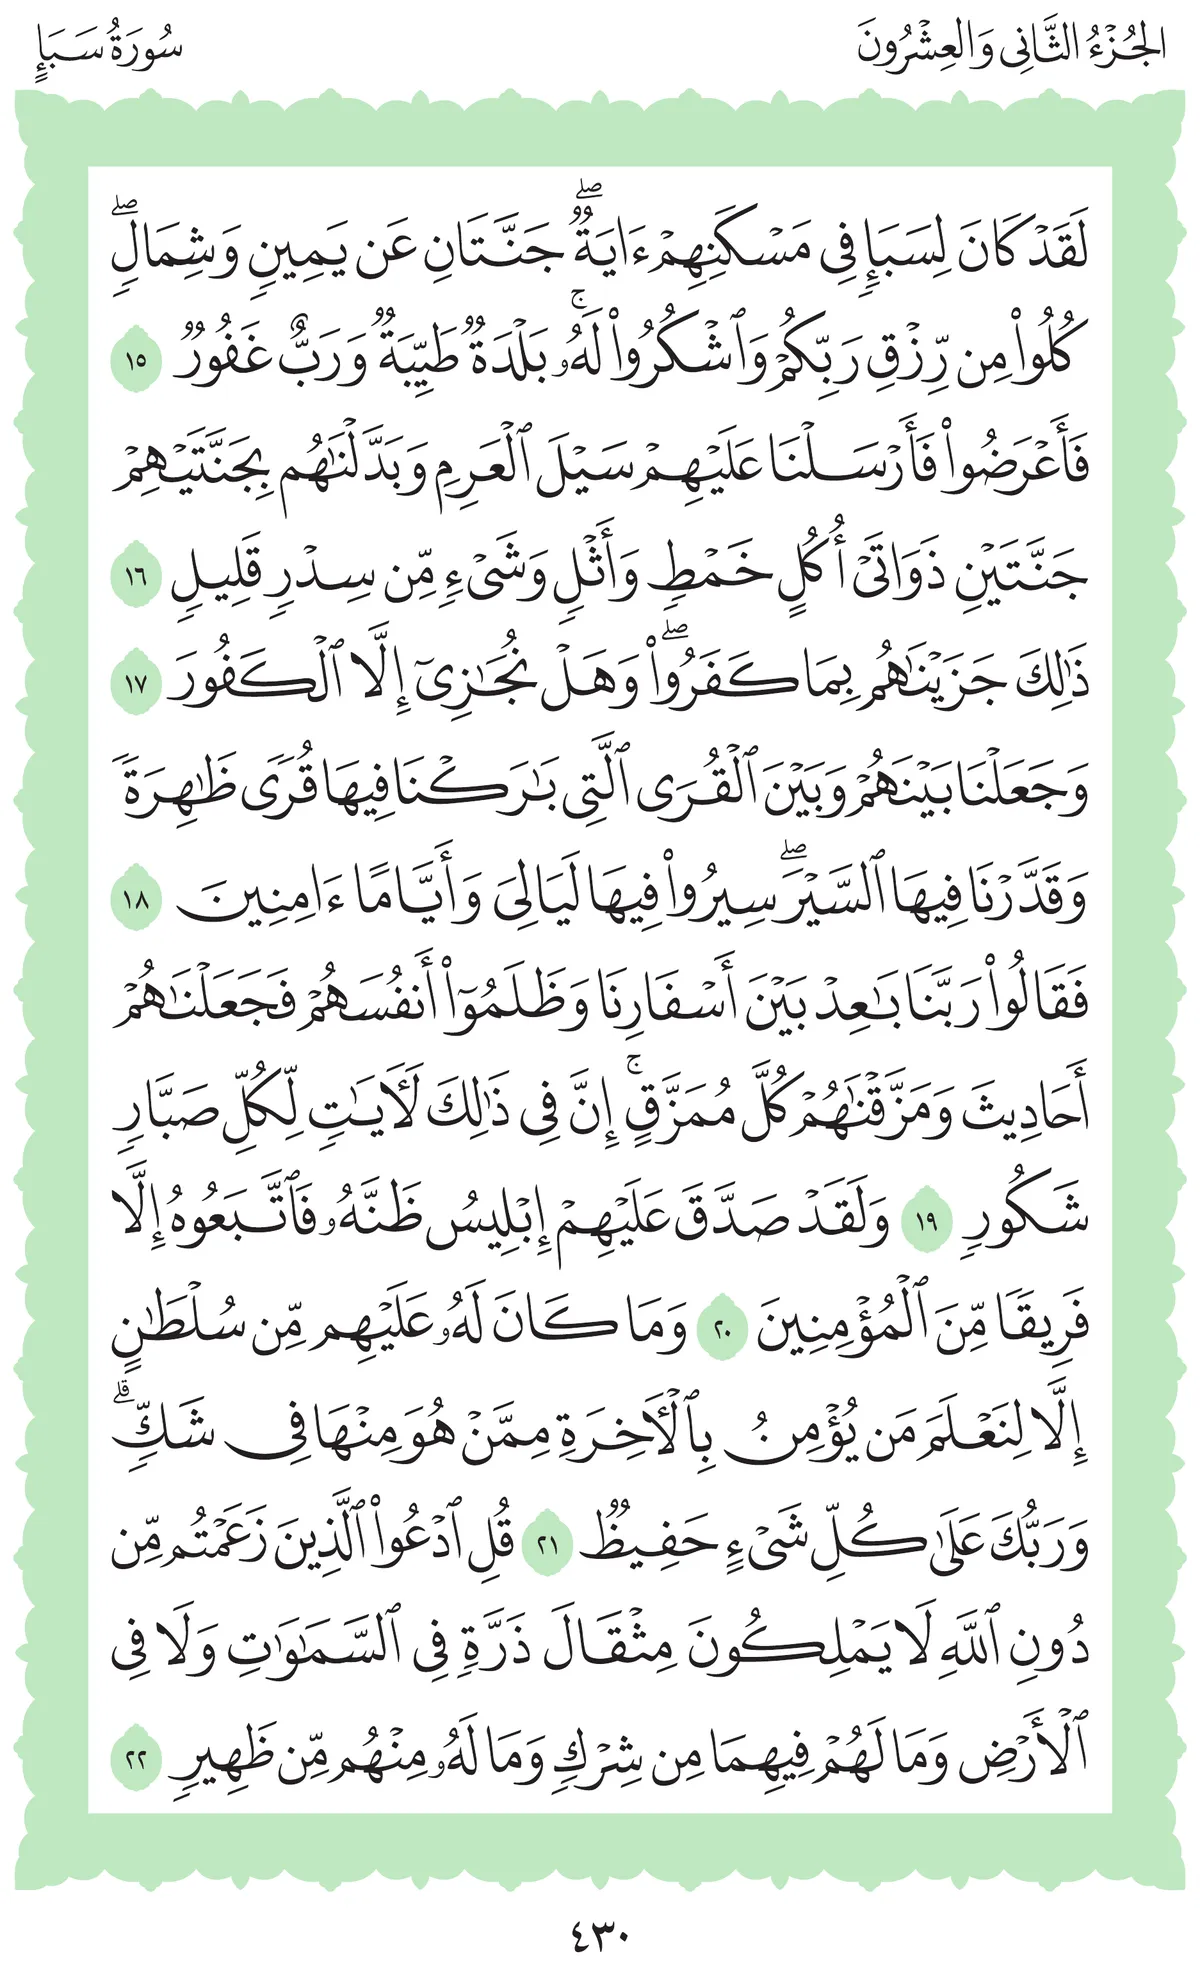 الجُزْءُ الثَّانِي وَالعِشْرُونَ
سُورَةُ سَبَإٍ
لَقَدْ كَانَ لِسَبَإٖ فِي مَسۡكَنِهِمۡ ءَايَةٞۖ جَنَّتَانِ عَن يَمِينٖ وَشِمَالٖۖ
كُلُواْ مِن رِّزۡقِ رَبِّكُمۡ وَٱشۡكُرُواْ لَهُۥۚ بَلۡدَةٞ طَيِّبَةٞ وَرَبٌّ غَفُورٞ ١٥
فَأَعۡرَضُواْ فَأَرۡسَلۡنَا عَلَيۡهِمۡ سَيۡلَ ٱلۡعَرِمِ وَبَدَّلۡنَٰهُم بِجَنَّتَيۡهِمۡ
جَنَّتَيۡنِ ذَوَاتَيۡ أُكُلٍ خَمۡطٖ وَأَثۡلٖ وَشَيۡءٖ مِّن سِدۡرٖ قَلِيلٖ ١٦
ذَٰلِكَ جَزَيۡنَٰهُم بِمَا كَفَرُواْۖ وَهَلۡ نُجَٰزِيٓ إِلَّا ٱلۡكَفُورَ ١٧
وَجَعَلۡنَا بَيۡنَهُمۡ وَبَيۡنَ ٱلۡقُرَى ٱلَّتِي بَٰرَكۡنَا فِيهَا قُرٗى ظَٰهِرَةٗ
وَقَدَّرۡنَا فِيهَا ٱلسَّيۡرَۖ سِيرُواْ فِيهَا لَيَالِيَ وَأَيَّامًا ءَامِنِينَ ١٨
فَقَالُواْ رَبَّنَا بَٰعِدۡ بَيۡنَ أَسۡفَارِنَا وَظَلَمُوٓاْ أَنفُسَهُمۡ فَجَعَلۡنَٰهُمۡ
أَحَادِيثَ وَمَزَّقۡنَٰهُمۡ كُلَّ مُمَزَّقٍۚ إِنَّ فِي ذَٰلِكَ لَأٓيَٰتٖ لِّكُلِّ صَبَّارٖ
شَكُورٖ ١٩ وَلَقَدۡ صَدَّقَ عَلَيۡهِمۡ إِبۡلِيسُ ظَنَّهُۥ فَٱتَّبَعُوهُ إِلَّا
فَرِيقٗا مِّنَ ٱلۡمُؤۡمِنِينَ ٢٠ وَمَا كَانَ لَهُۥ عَلَيۡهِم مِّن سُلۡطَٰنٍ
إِلَّا لِنَعۡلَمَ مَن يُؤۡمِنُ بِٱلۡأٓخِرَةِ مِمَّنۡ هُوَ مِنۡهَا فِي شَكّٖۗ
وَرَبُّكَ عَلَىٰ كُلِّ شَيۡءٍ حَفِيظٞ ٢١ قُلِ ٱدۡعُواْ ٱلَّذِينَ زَعَمۡتُم مِّن
دُونِ ٱللَّهِ لَا يَمۡلِكُونَ مِثۡقَالَ ذَرَّةٖ فِي ٱلسَّمَٰوَٰتِ وَلَا فِي
ٱلۡأَرۡضِ وَمَا لَهُمۡ فِيهِمَا مِن شِرۡكٖ وَمَا لَهُۥ مِنۡهُم مِّن ظَهِيرٖ ٢٢
٤٣٠